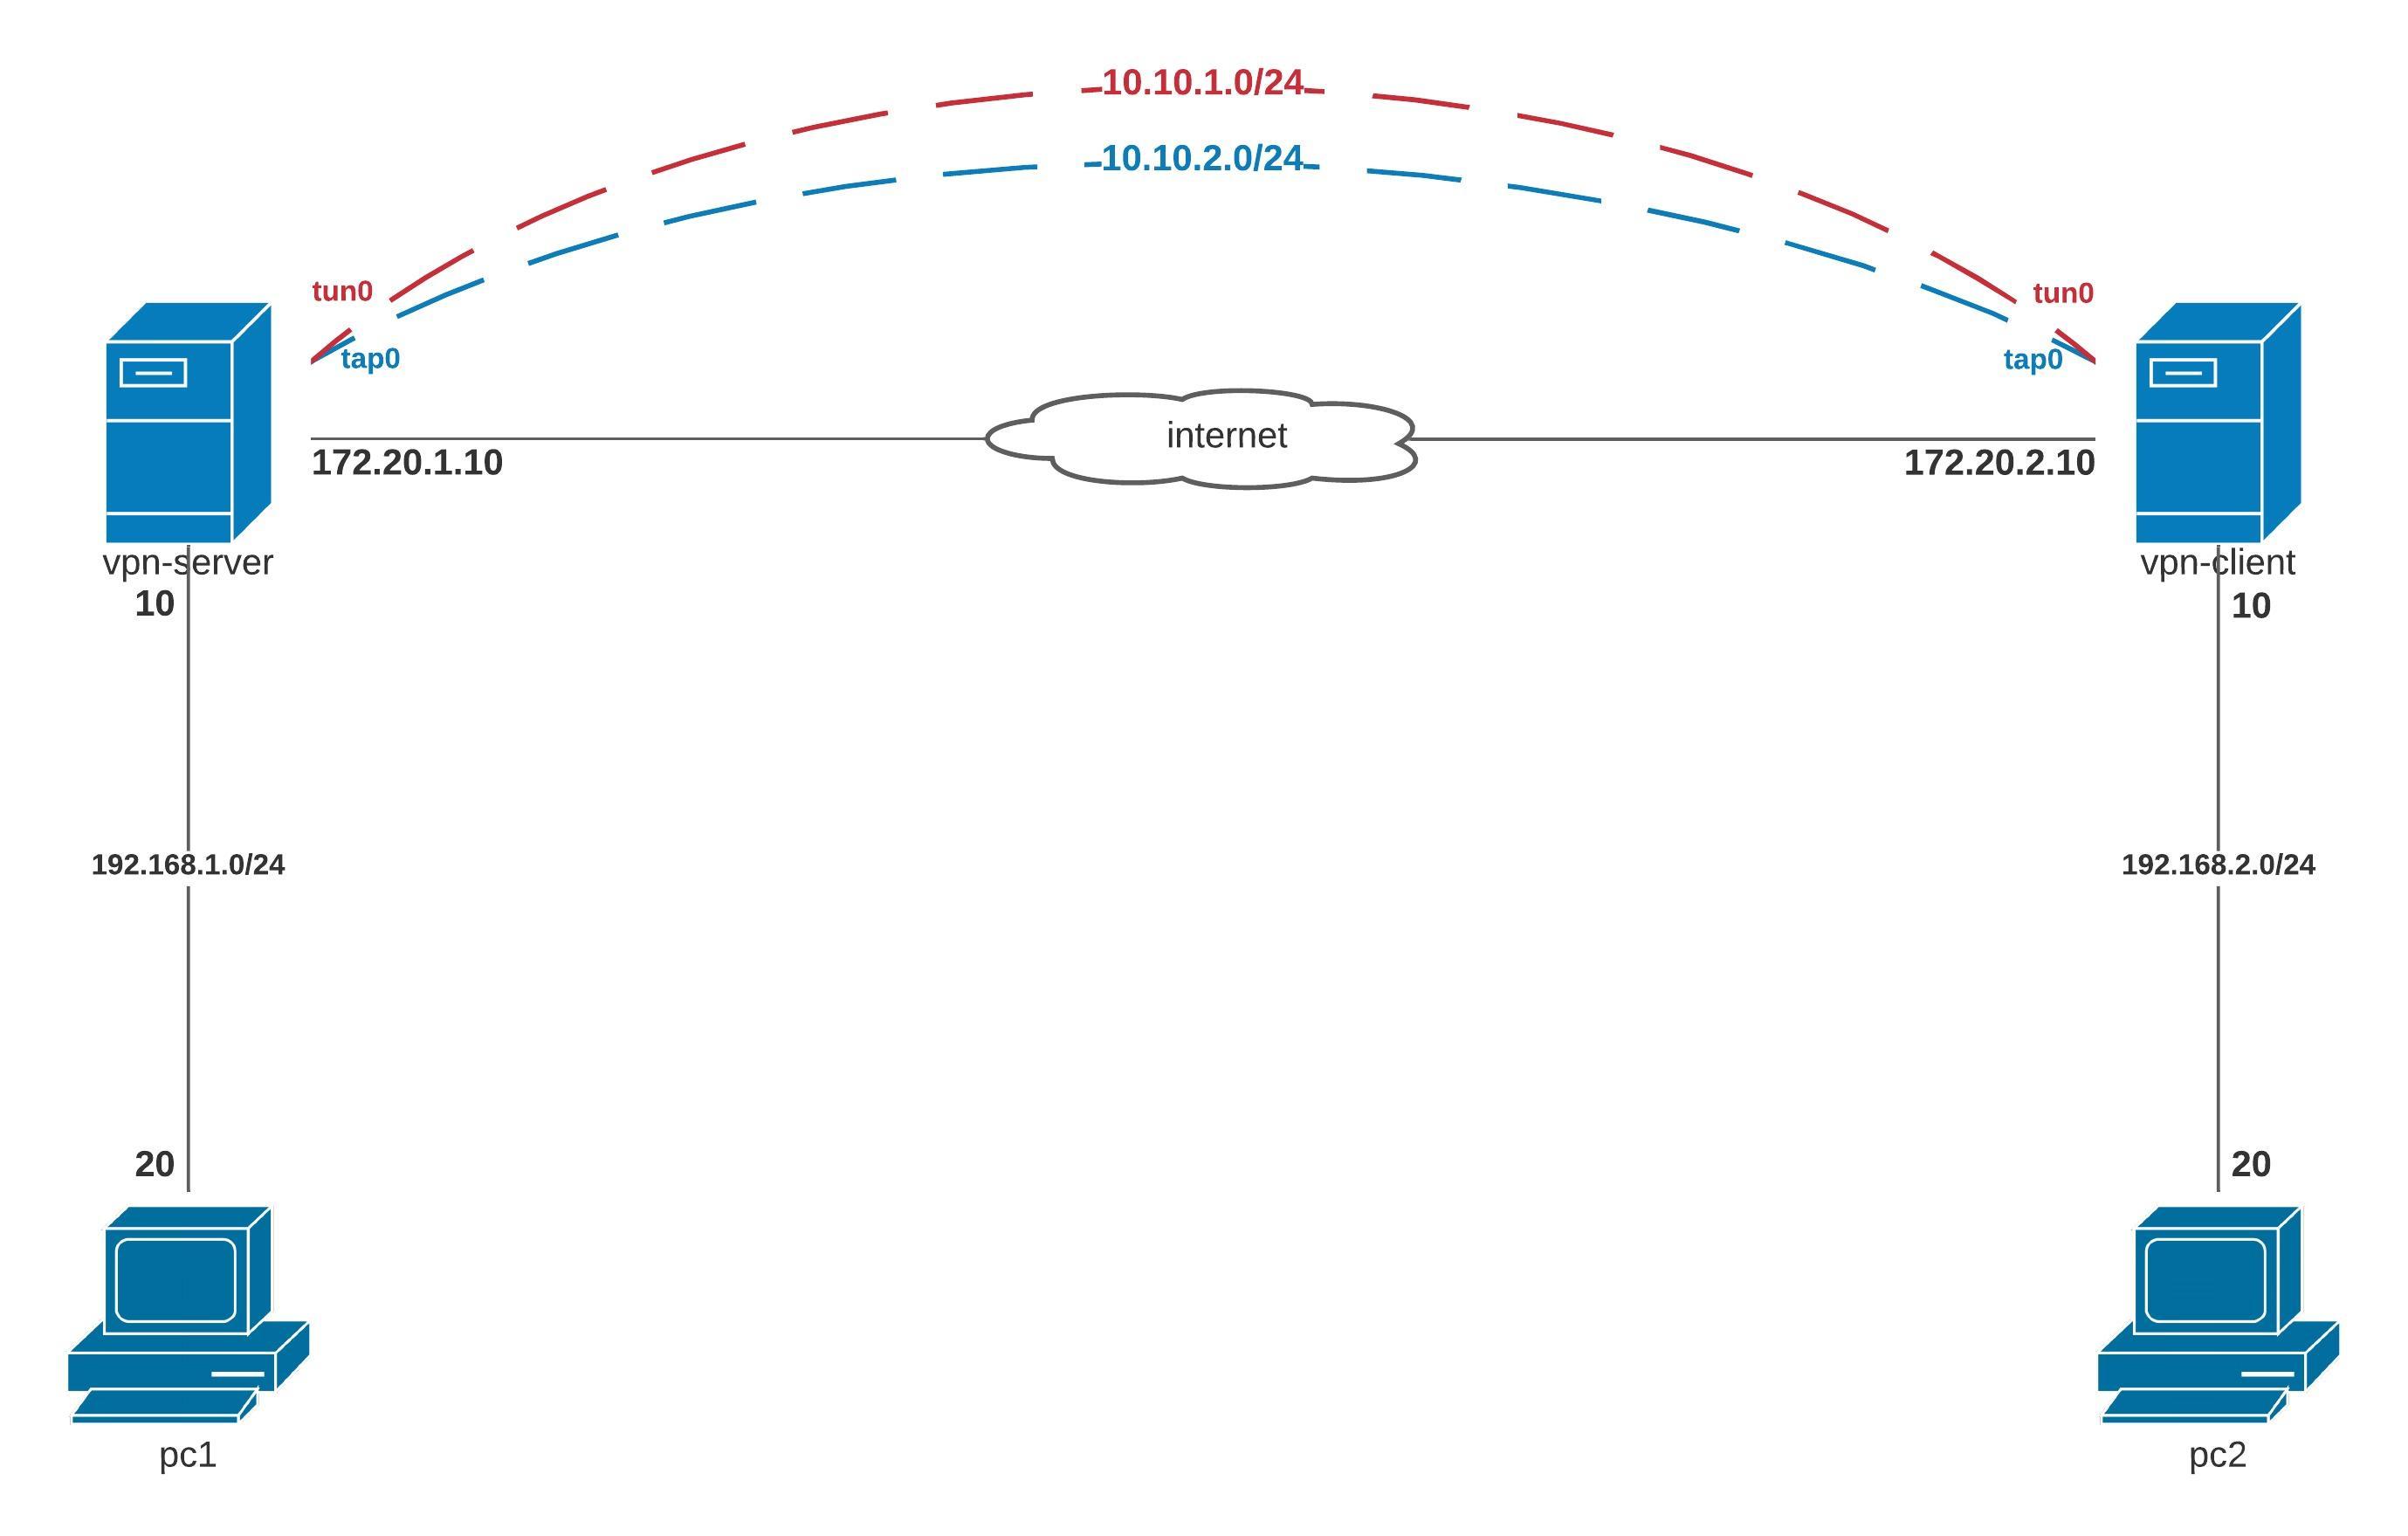 10.10.1.0/24
10.10.2.0/24
tun0
tun0
tap0
tap0
internet
172.20.1.10
172.20.2.10
vpn-server
vpn-client
10
10
192.168.1.0/24
192.168.2.0/24
20
20
pc1
pc2